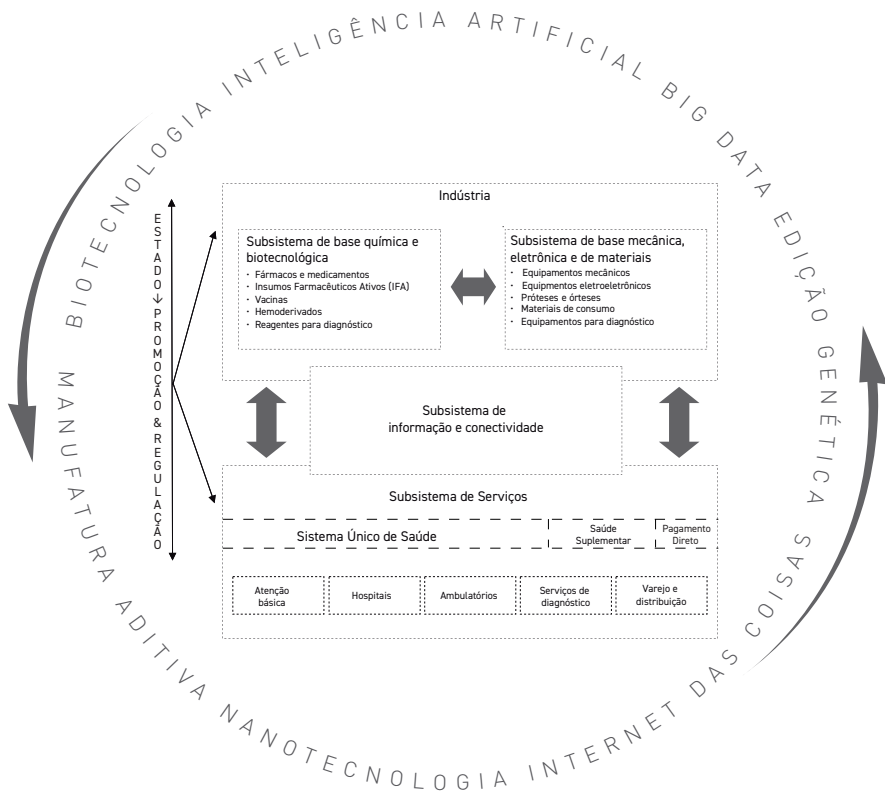 BIOTECNOLOGIA INTELIGÊNCIA ARTIFICIAL BIG DATA EDIÇÃO GENÉTICA
MANUFATURA ADITIVA NANOTECNOLOGIA INTERNET DAS COISAS
ESTADO ↓ PROMOÇÃO & REGULAÇÃO
Indústria
Subsistema de base química e
biotecnológica
· Fármacos e medicamentos
· Insumos Farmacêuticos Ativos (IFA)
· Vacinas
· Hemoderivados
· Reagentes para diagnóstico
Subsistema de base mecânica,
eletrônica e de materiais
· Equipamentos mecânicos
· Equipmentos eletroeletrônicos
· Próteses e órteses
· Materiais de consumo
· Equipamentos para diagnóstico
Subsistema de
informação e conectividade
Subsistema de Serviços
Sistema Único de Saúde
Saúde
Suplementar
Pagamento
Direto
Atenção
básica
Hospitais
Ambulatórios
Serviços de
diagnóstico
Varejo e
distribuição